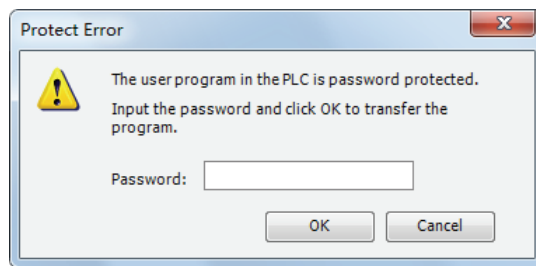 Protect Error
The user program in the PLC is password protected.
Input the password and click OK to transfer the
program.
Password:
OK Cancel